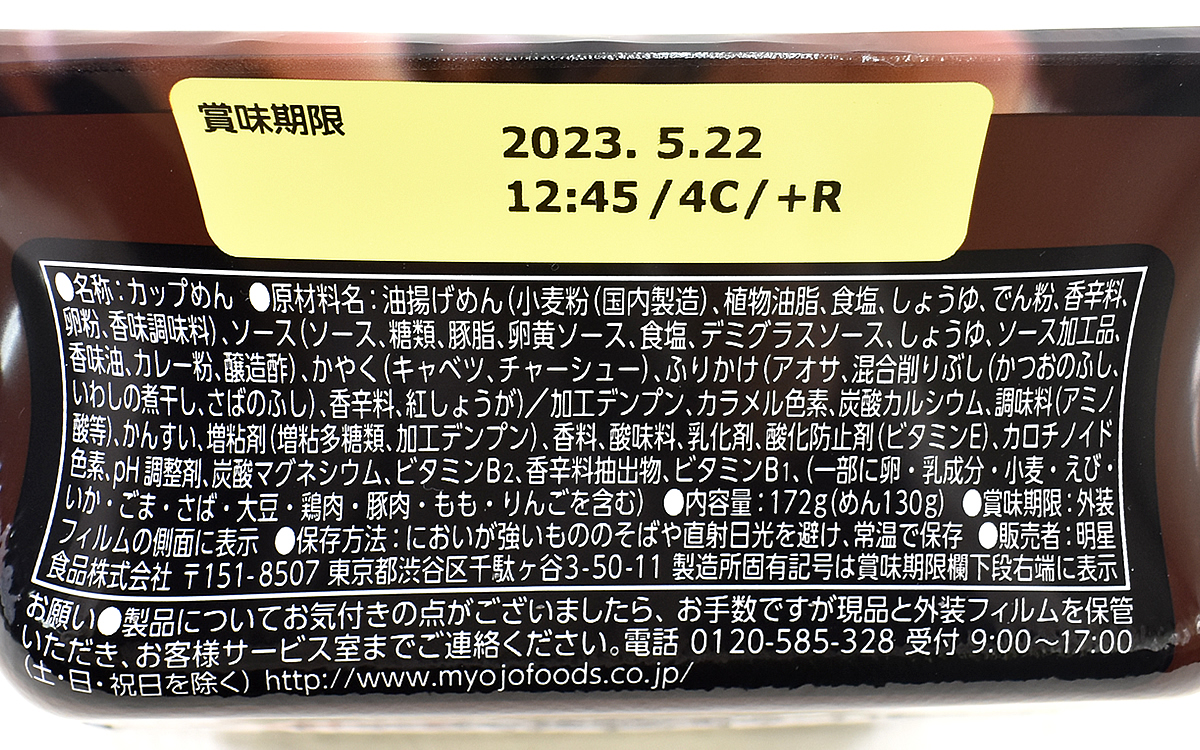 賞味期限
2023. 5.22
12:45/4C/+R
●名称:カップめん ●原材料名:油揚げめん(小麦粉(国内製造)、植物油脂、食塩、しょうゆ、でん粉、香辛料、
卵粉、香味調味料)、ソース(ソース、糖類、豚脂、卵黄ソース、食塩、デミグラスソース、しょうゆ、ソース加工品、
香味油、カレー粉、醸造酢)、かやく(キャベツ、チャーシュー)、ふりかけ(アオサ、混合削りぶし(かつおのふし、
いわしの煮干し、さばのふし)、香辛料、紅しょうが)/加工デンプン、カラメル色素、炭酸カルシウム、調味料(アミノ
酸等)、かんすい、増粘剤(増粘多糖類、加工デンプン)、香料、酸味料、乳化剤、酸化防止剤(ビタミンE)、カロチノイド
色素、pH調整剤、炭酸マグネシウム、ビタミンB2、香辛料抽出物、ビタミンB1、(一部に卵・乳成分・小麦・えび・
いか・ごま・さば・大豆・鶏肉・豚肉・もも・りんごを含む) ●内容量:172g(めん130g) ●賞味期限:外装
フィルムの側面に表示 ●保存方法:においが強いもののそばや直射日光を避け、常温で保存 ●販売者:明星
食品株式会社 〒151-8507 東京都渋谷区千駄ヶ谷3-50-11 製造所固有記号は賞味期限欄下段右端に表示
お願い●製品についてお気付きの点がございましたら、お手数ですが現品と外装フィルムを保管
いただき、お客様サービス室までご連絡ください。電話 0120-585-328 受付 9:00~17:00
(土・日・祝日を除く) http://www.myojofoods.co.jp/